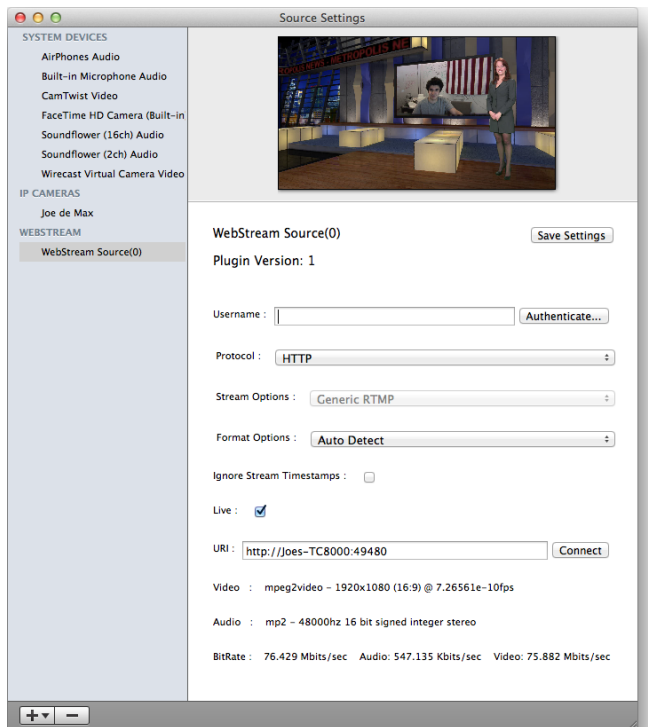 Source Settings
SYSTEM DEVICES
AirPhones Audio
Built-in Microphone Audio
CamTwist Video
FaceTime HD Camera (Built-in
Soundflower (16ch) Audio
Soundflower (2ch) Audio
Wirecast Virtual Camera Video
IP CAMERAS
Joe de Max
WEBSTREAM
WebStream Source(0)
METROPOLIS NE
WebStream Source(0)
Save Settings
Plugin Version: 1
Username :
Authenticate...
Protocol : HTTP
Stream Options : Generic RTMP
Format Options : Auto Detect
Ignore Stream Timestamps :
Live :
URI : http://Joes-TC8000:49480 Connect
Video : mpeg2video - 1920x1080 (16:9) @ 7.26561e-10fps
Audio : mp2 - 48000hz 16 bit signed integer stereo
BitRate : 76.429 Mbits/sec Audio: 547.135 Kbits/sec Video: 75.882 Mbits/sec